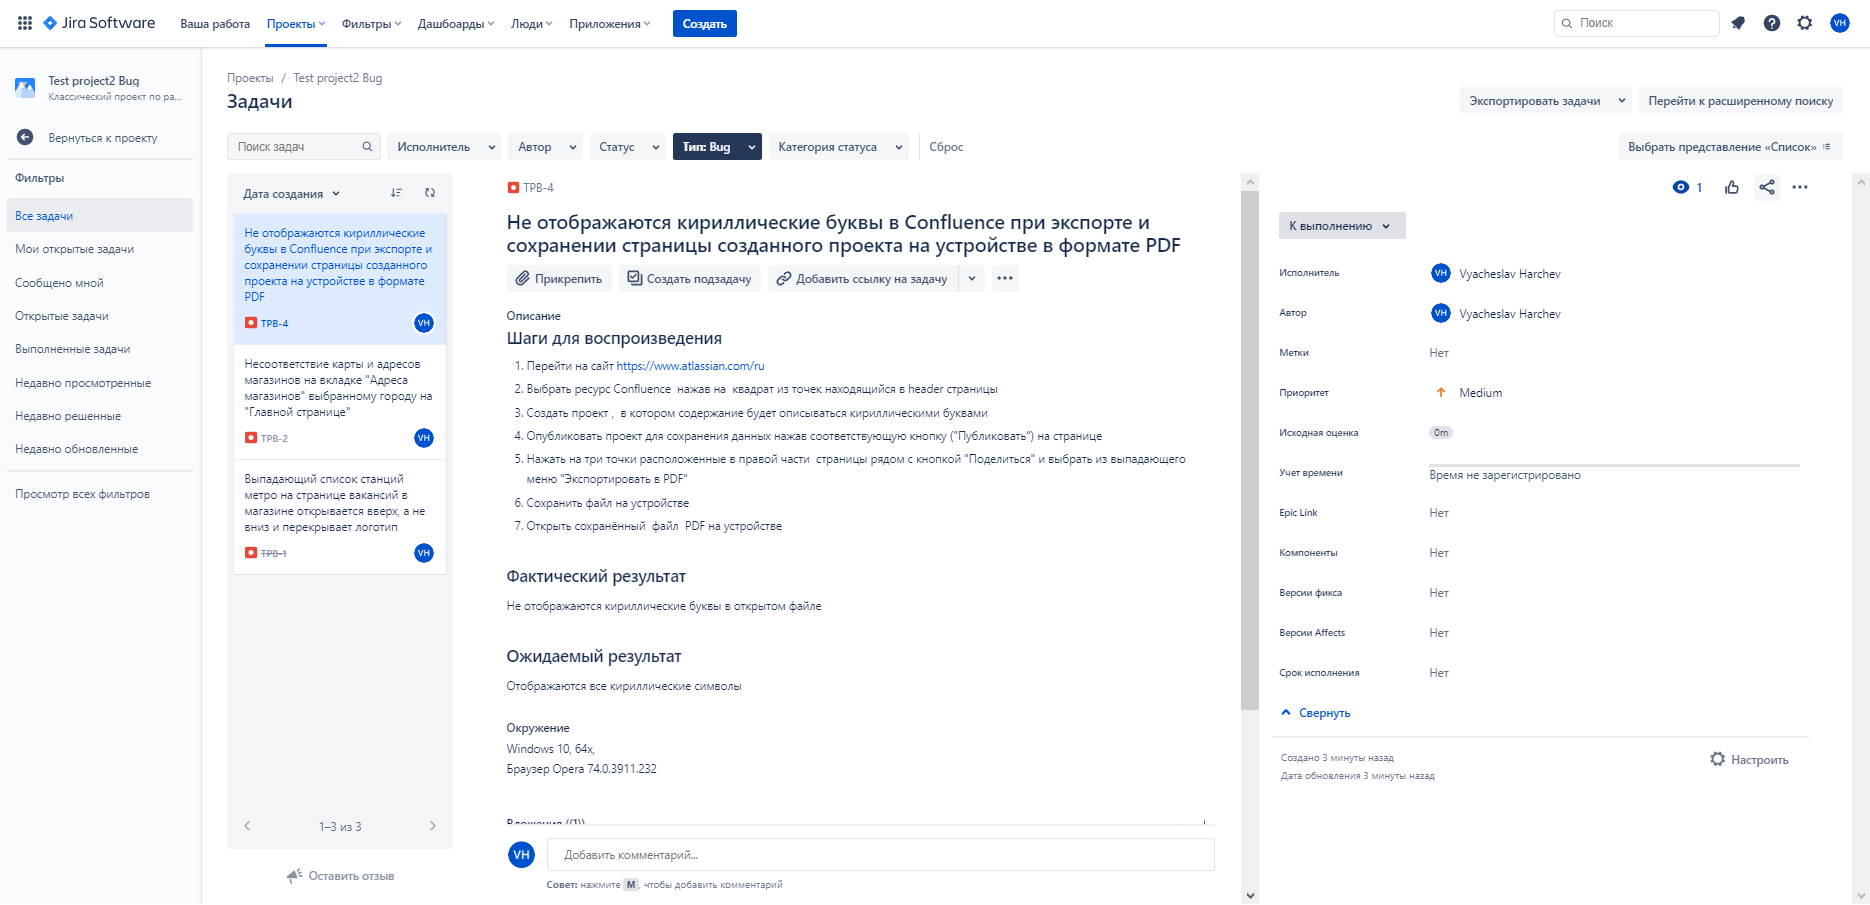 Jira Software
Ваша работа
Проекты
Фильтры
Дашборды
Люди
Приложения
Создать
Поиск
VH
Test project2 Bug
Классический проект по ра...
Вернуться к проекту
Фильтры
Все задачи
Мои открытые задачи
Сообщено мной
Открытые задачи
Выполненные задачи
Недавно просмотренные
Недавно решенные
Недавно обновленные
Просмотр всех фильтров
Проекты / Test project2 Bug
Задачи
Экспортировать задачи
Перейти к расширенному поиску
Поиск задач
Исполнитель
Автор
Статус
Тип: Bug
Категория статуса
Сброс
Выбрать представление «Список»
Дата создания
Не отображаются кириллические
буквы в Confluence при экспорте и
сохранении страницы созданного
проекта на устройстве в формате
PDF
TPB-4
VH
Несоответствие карты и адресов
магазинов на вкладке "Адреса
магазинов" выбранному городу на
"Главной странице"
TPB-2
VH
Выпадающий список станций
метро на странице вакансий в
магазине открывается вверх, а не
вниз и перекрывает логотип
TPB-1
VH
1–3 из 3
Оставить отзыв
TPB-4
Не отображаются кириллические буквы в Confluence при экспорте и
сохранении страницы созданного проекта на устройстве в формате PDF
Прикрепить
Создать подзадачу
Добавить ссылку на задачу
Описание
Шаги для воспроизведения
1. Перейти на сайт https://www.atlassian.com/ru
2. Выбрать ресурс Confluence нажав на квадрат из точек находящийся в header страницы
3. Создать проект , в котором содержание будет описываться кириллическими буквами
4. Опубликовать проект для сохранения данных нажав соответствующую кнопку ("Публиковать") на странице
5. Нажать на три точки расположенные в правой части страницы рядом с кнопкой "Поделиться" и выбрать из выпадающего
меню "Экспортировать в PDF"
6. Сохранить файл на устройстве
7. Открыть сохранённый файл PDF на устройстве
Фактический результат
Не отображаются кириллические буквы в открытом файле
Ожидаемый результат
Отображаются все кириллические символы
Окружение
Windows 10, 64x,
Браузер Opera 74.0.3911.232
Вложения ((1))
VH
Добавить комментарий...
Совет: нажмите M, чтобы добавить комментарий
1
К выполнению
Исполнитель
VH Vyacheslav Harchev
Автор
VH Vyacheslav Harchev
Метки
Нет
Приоритет
Medium
Исходная оценка
0m
Учет времени
Время не зарегистрировано
Epic Link
Нет
Компоненты
Нет
Версии фикса
Нет
Версии Affects
Нет
Срок исполнения
Нет
Свернуть
Создано 3 минуты назад
Дата обновления 3 минуты назад
Настроить